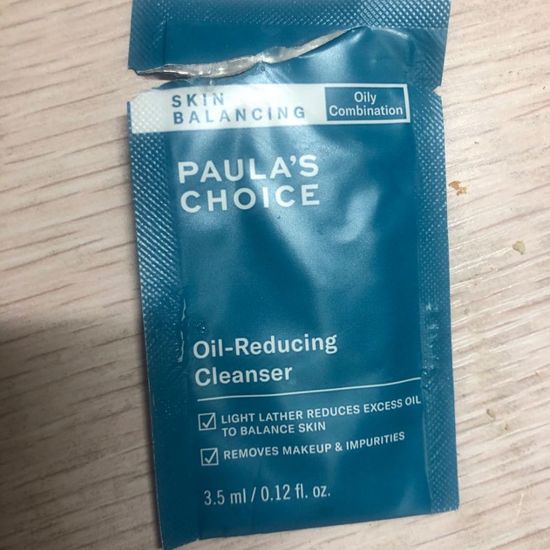 SKIN
BALANCING
Oily
Combination
PAULA'S
CHOICE
Oil-Reducing
Cleanser
LIGHT LATHER REDUCES EXCESS OIL
TO BALANCE SKIN
REMOVES MAKEUP & IMPURITIES
3.5 ml / 0.12 fl. oz.